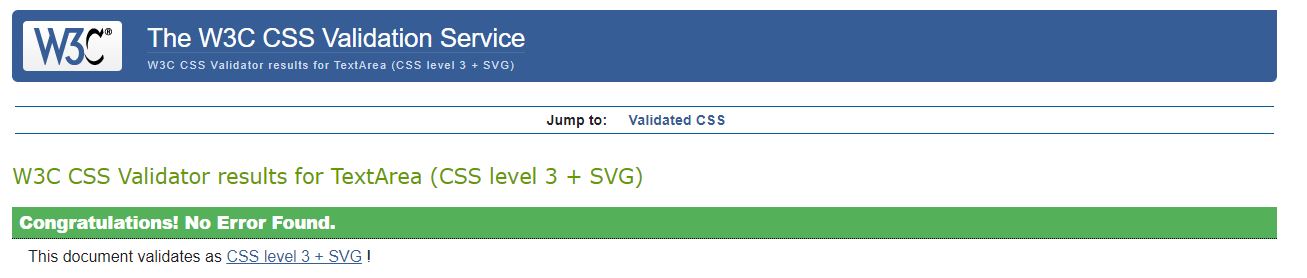 W3C®
The W3C CSS Validation Service
W3C CSS Validator results for TextArea (CSS level 3 + SVG)
Jump to: Validated CSS
W3C CSS Validator results for TextArea (CSS level 3 + SVG)
Congratulations! No Error Found.
This document validates as CSS level 3 + SVG !